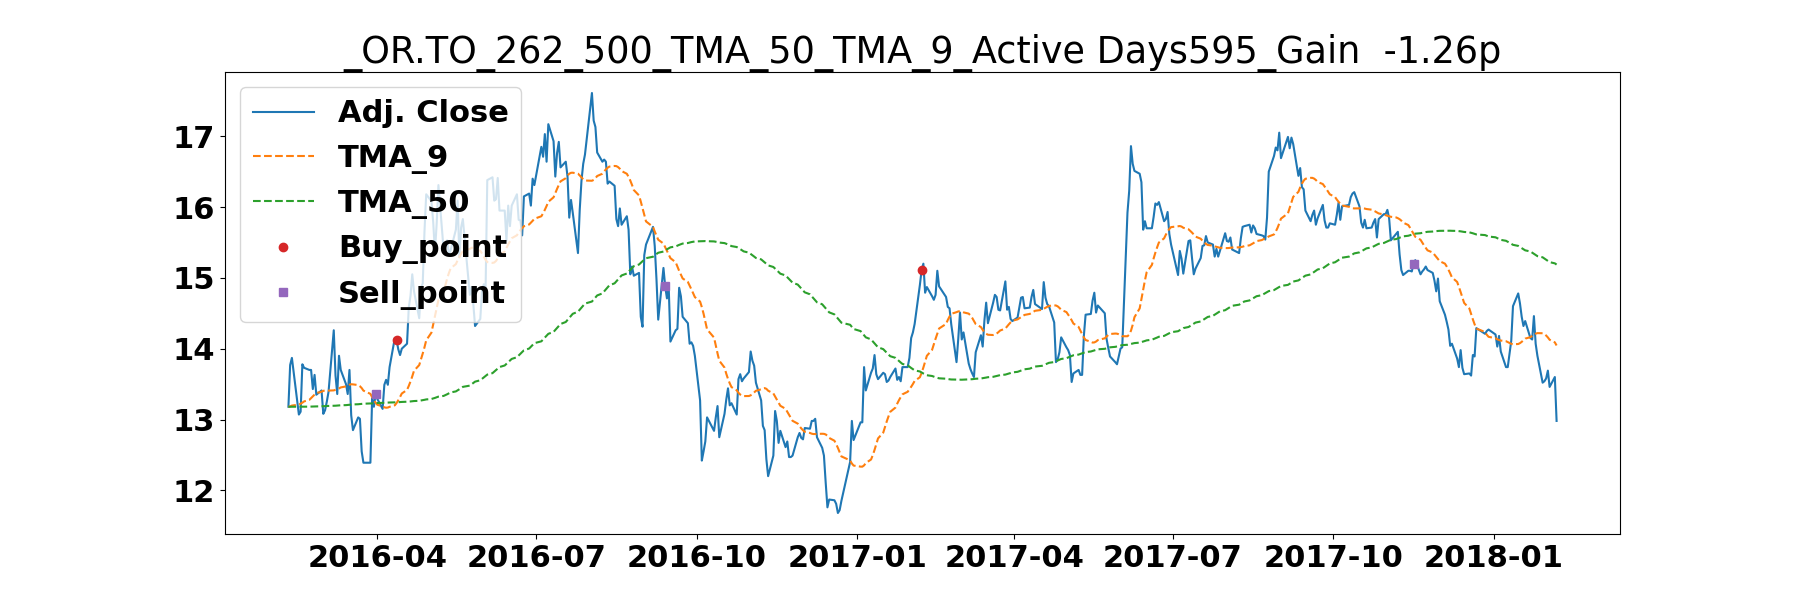 _OR.TO_262_500_TMA_50_TMA_9_Active Days595_Gain  -1.26p
Adj. Close
TMA_9
TMA_50
Buy_point
Sell_point
17
16
15
14
13
12
2016-04 2016-07 2016-10 2017-01 2017-04 2017-07 2017-10 2018-01